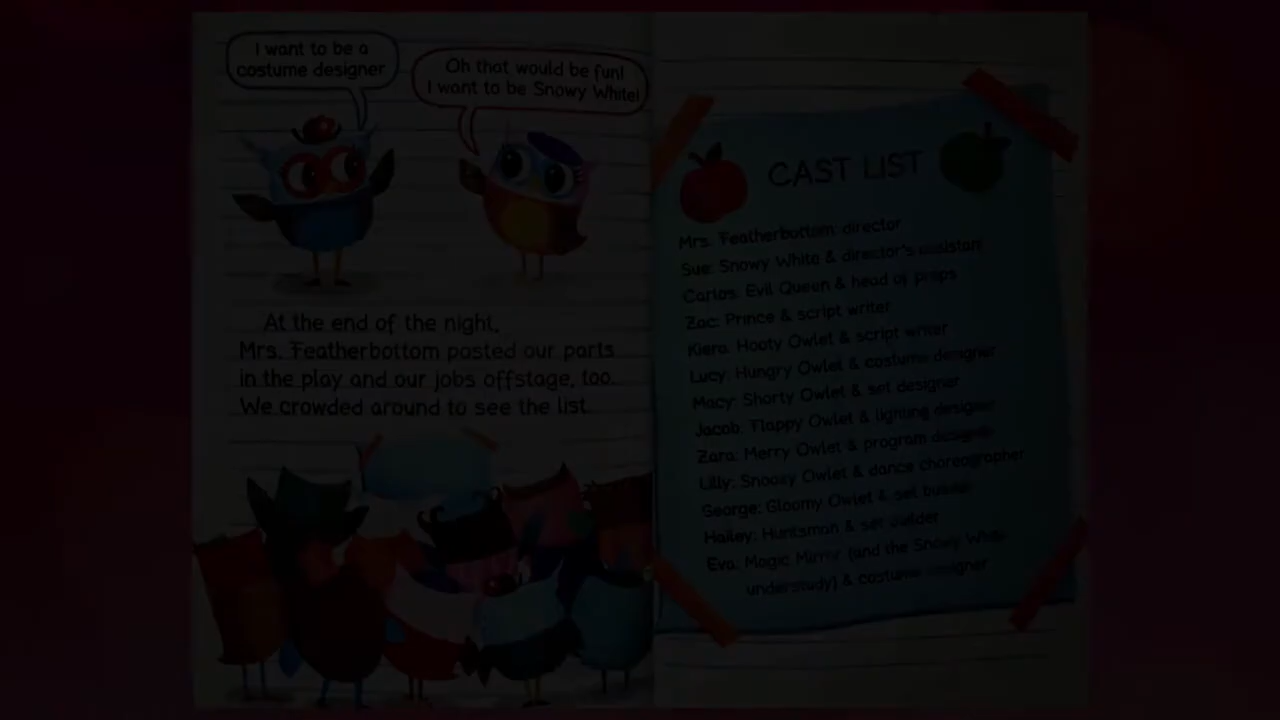 I want to be a
costume designer.
Oh that would be fun!
I want to be Snowy White!
At the end of the night,
Mrs. Featherbottom posted our parts
in the play and our jobs offstage, too.
We crowded around to see the list.
CAST LIST
Mrs. Featherbottom: director
Sue: Snowy White & director's assistant
Carlos: Evil Queen & head of props
Zac: Prince & script writer
Kiera: Hooty Owlet & script writer
Lucy: Hungry Owlet & costume designer
Macy: Shorty Owlet & set designer
Jacob: Flappy Owlet & lighting designer
Zara: Merry Owlet & program designer
Lilly: Snoozy Owlet & dance choreographer
George: Gloomy Owlet & set builder
Hailey: Huntsman & set builder
Eva: Magic Mirror (and the Snowy White
understudy) & costume designer